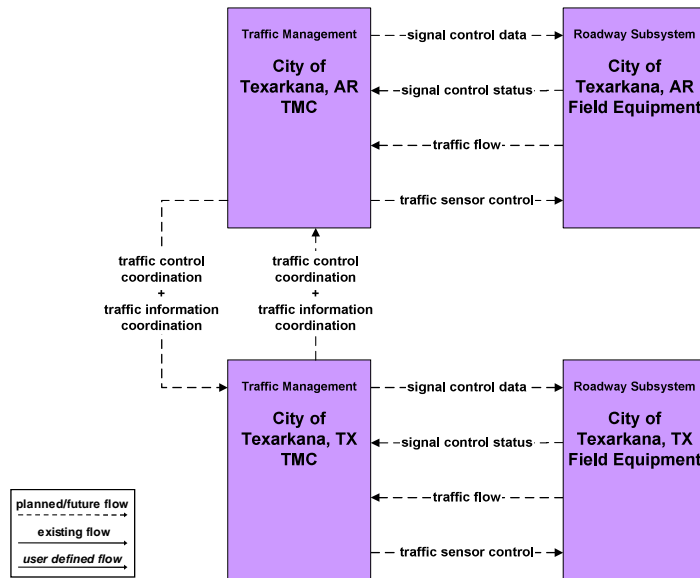 Traffic Management
City of
Texarkana, AR
TMC
signal control data
signal control status
traffic flow
traffic sensor control
Roadway Subsystem
City of
Texarkana, AR
Field Equipment
traffic control
coordination
+
traffic information
coordination
traffic control
coordination
+
traffic information
coordination
Traffic Management
City of
Texarkana, TX
TMC
signal control data
signal control status
traffic flow
traffic sensor control
Roadway Subsystem
City of
Texarkana, TX
Field Equipment
planned/future flow
existing flow
user defined flow